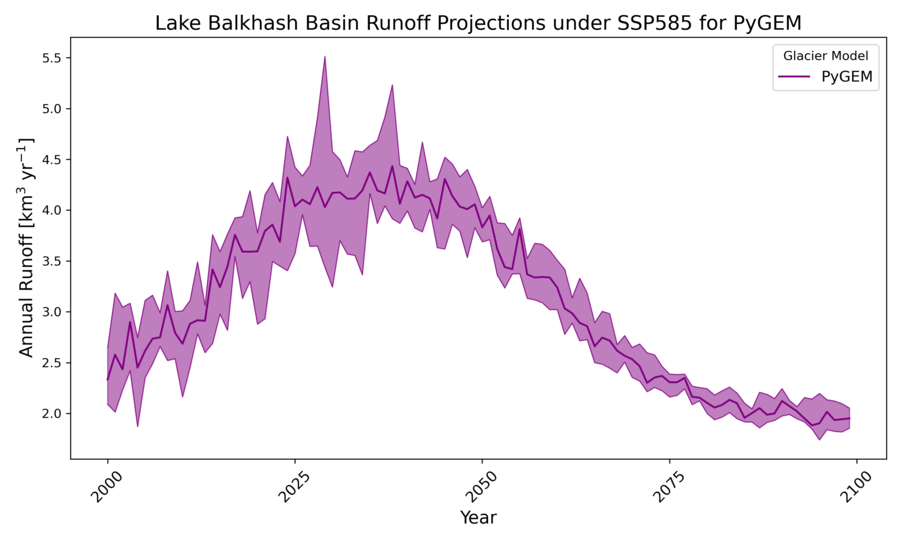 Lake Balkhash Basin Runoff Projections under SSP585 for PyGEM
Glacier Model
PyGEM
Annual Runoff [km³ yr⁻¹]
5.5
5.0
4.5
4.0
3.5
3.0
2.5
2.0
2000
2025
2050
2075
2100
Year